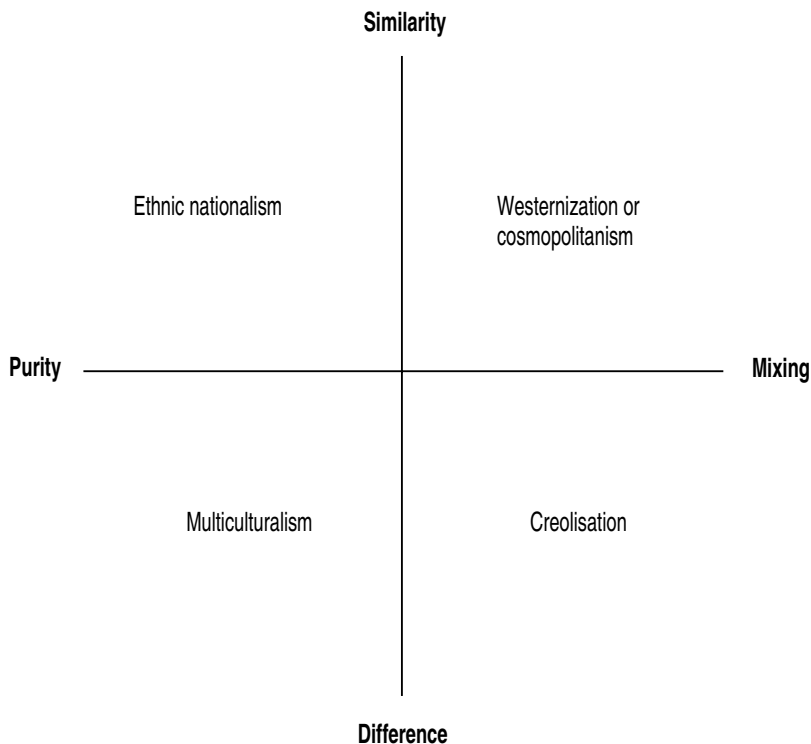 Similarity
Ethnic nationalism
Westernization or
cosmopolitanism
Purity
Mixing
Multiculturalism
Creolisation
Difference